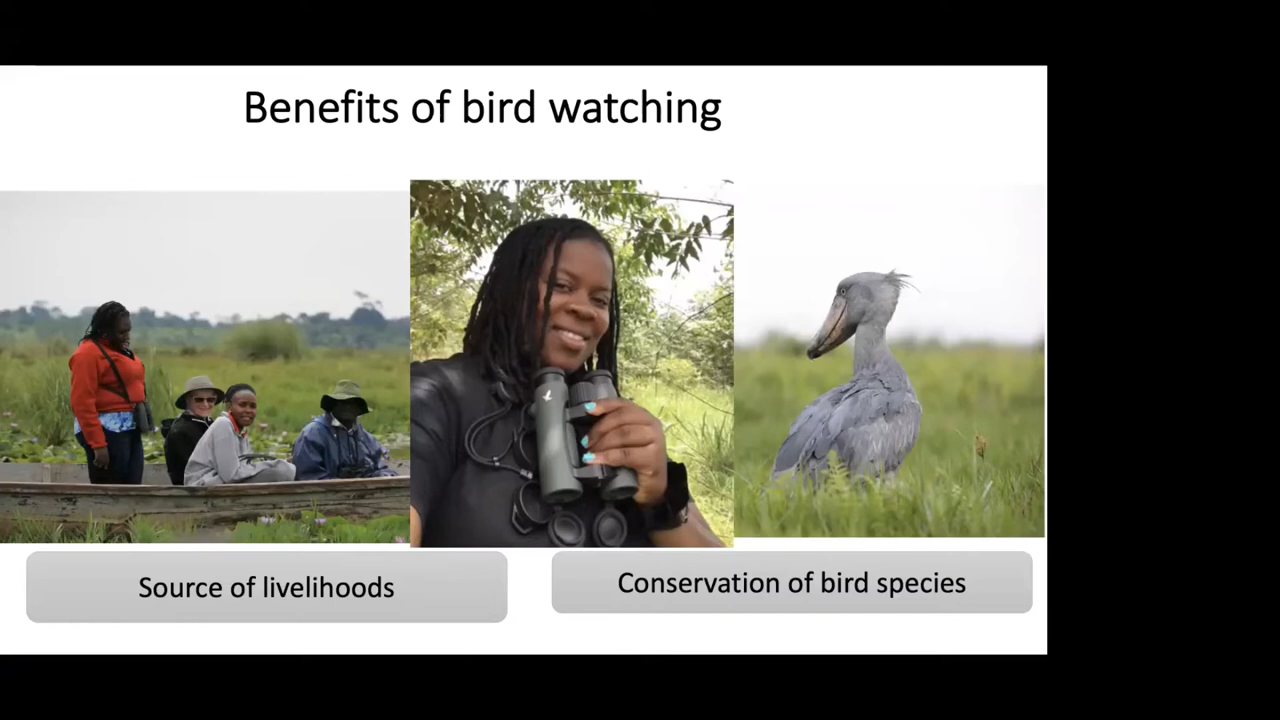 Benefits of bird watching
Source of livelihoods
Conservation of bird species